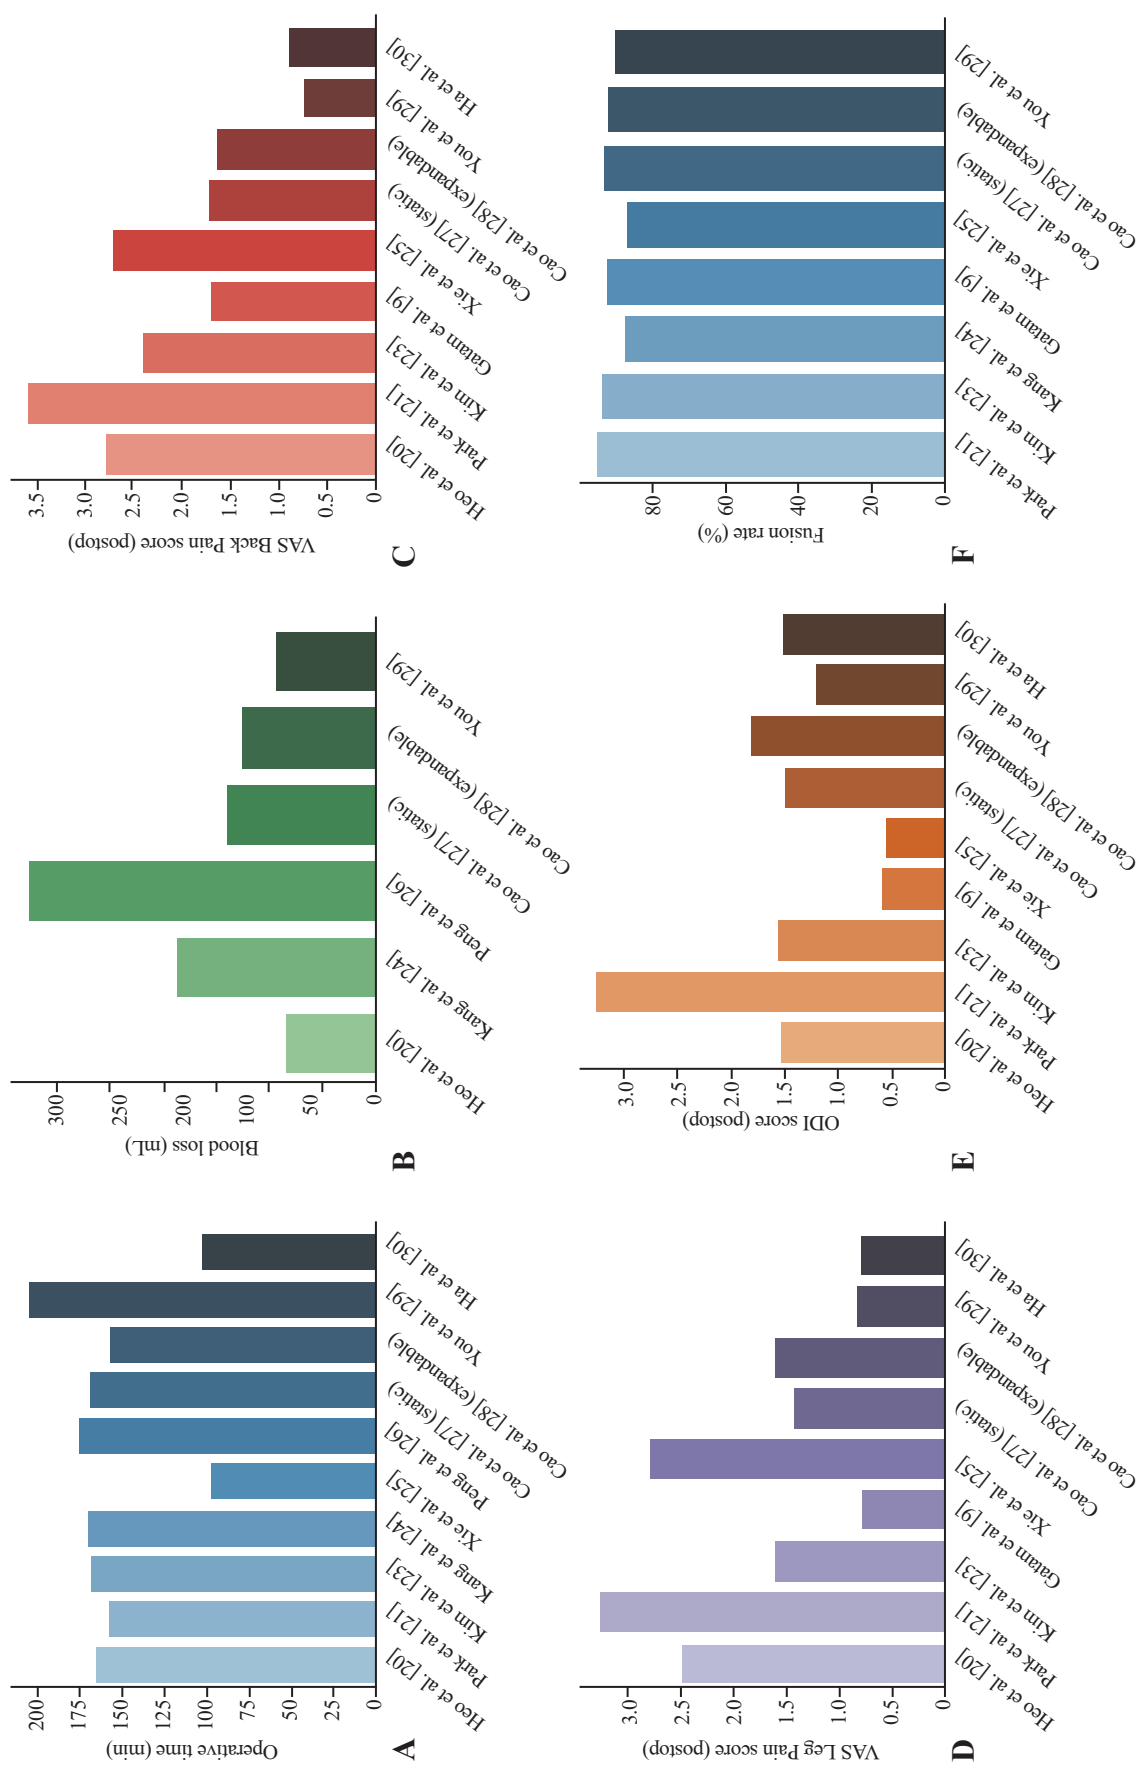 Operative time (min)
200
175
150
125
100
75
50
25
0
Heo et al. [20]
Park et al. [21]
Kim et al. [23]
Kang et al. [24]
Xie et al. [25]
Peng et al. [26]
Cao et al. [27] (static)
Cao et al. [28] (expandable)
You et al. [29]
Ha et al. [30]
A
Blood loss (mL)
300
250
200
100
50
0
Heo et al. [20]
Kang et al. [24]
Peng et al. [26]
Cao et al. [27] (static)
Cao et al. [28] (expandable)
You et al. [29]
B
VAS Back Pain score (postop)
3.5
3.0
2.5
2.0
1.5
1.0
0.5
0
Heo et al. [20]
Park et al. [21]
Kim et al. [23]
Gatam et al. [9]
Xie et al. [25]
Cao et al. [27] (static)
Cao et al. [28] (expandable)
You et al. [29]
Ha et al. [30]
C
VAS Leg Pain score (postop)
3.0
2.5
2.0
1.5
1.0
0.5
0
Heo et al. [20]
Park et al. [21]
Kim et al. [23]
Gatam et al. [9]
Xie et al. [25]
Cao et al. [27] (static)
Cao et al. [28] (expandable)
You et al. [29]
Ha et al. [30]
D
ODI score (postop)
3.0
2.5
2.0
1.5
1.0
0.5
0
Heo et al. [20]
Park et al. [21]
Kim et al. [23]
Gatam et al. [9]
Xie et al. [25]
Cao et al. [27] (static)
Cao et al. [28] (expandable)
You et al. [29]
Ha et al. [30]
E
Fusion rate (%)
80
60
40
20
0
Park et al. [21]
Kim et al. [23]
Kang et al. [24]
Gatam et al. [9]
Xie et al. [25]
Cao et al. [27] (static)
Cao et al. [28] (expandable)
You et al. [29]
F